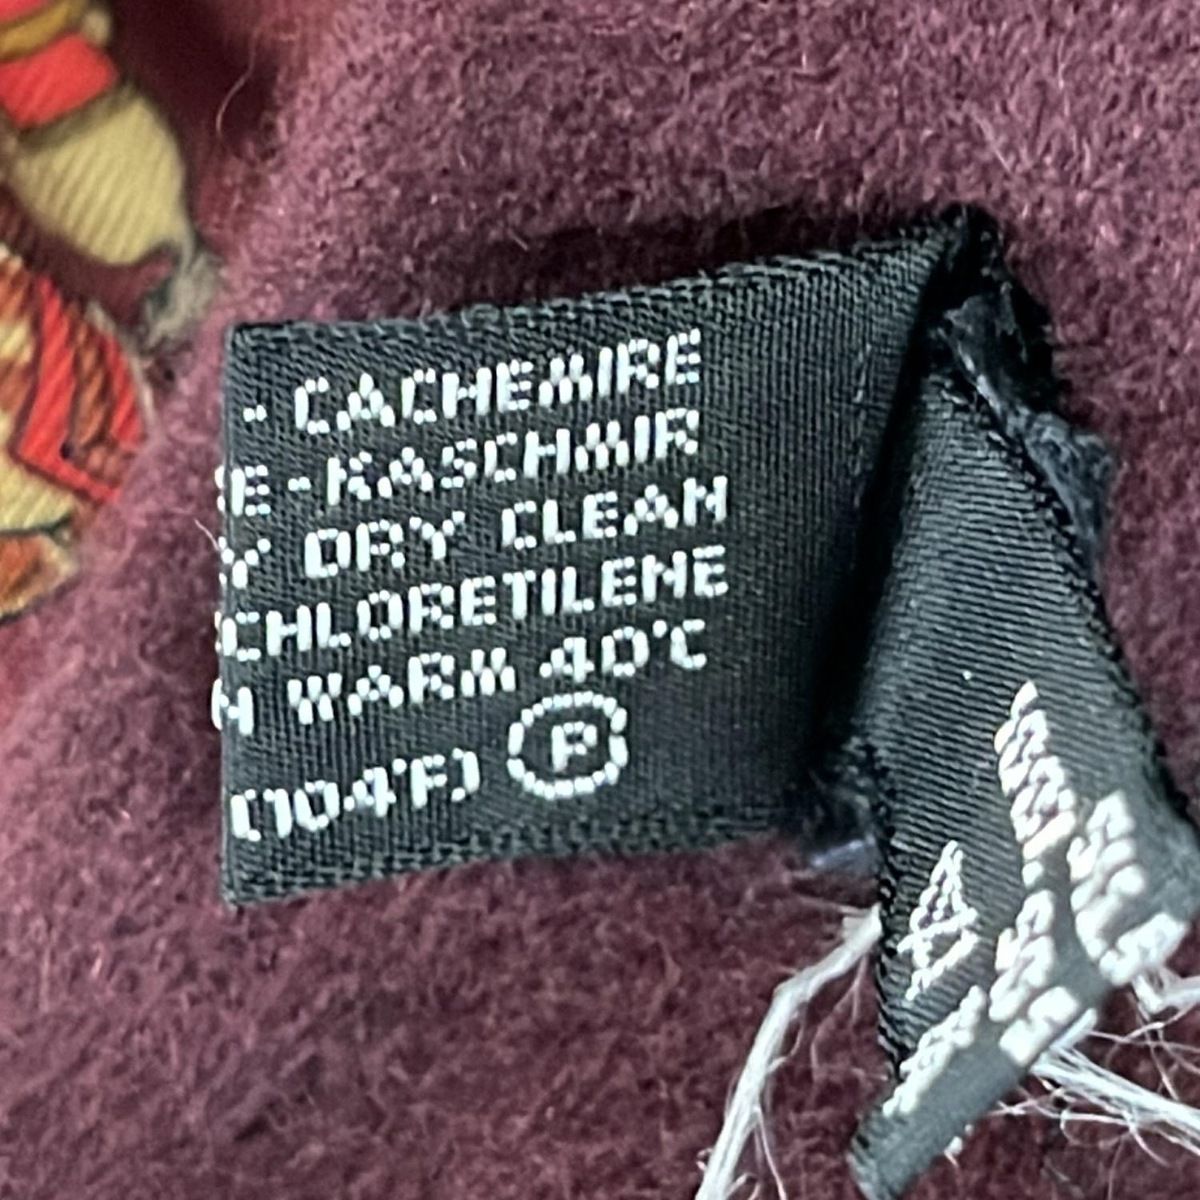 - CACHEMIRE
E-KASCHMIR
Y DRY CLEAN
CHLORETILENE
H WARM 40°C
(104°F) P